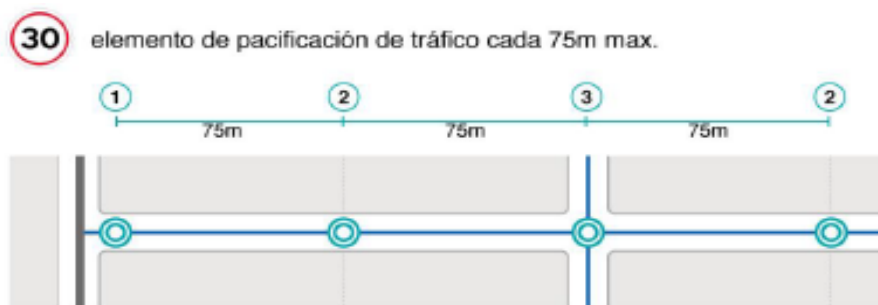 30 elemento de pacificación de tráfico cada 75m max.
1 2 3 2
75m 75m 75m